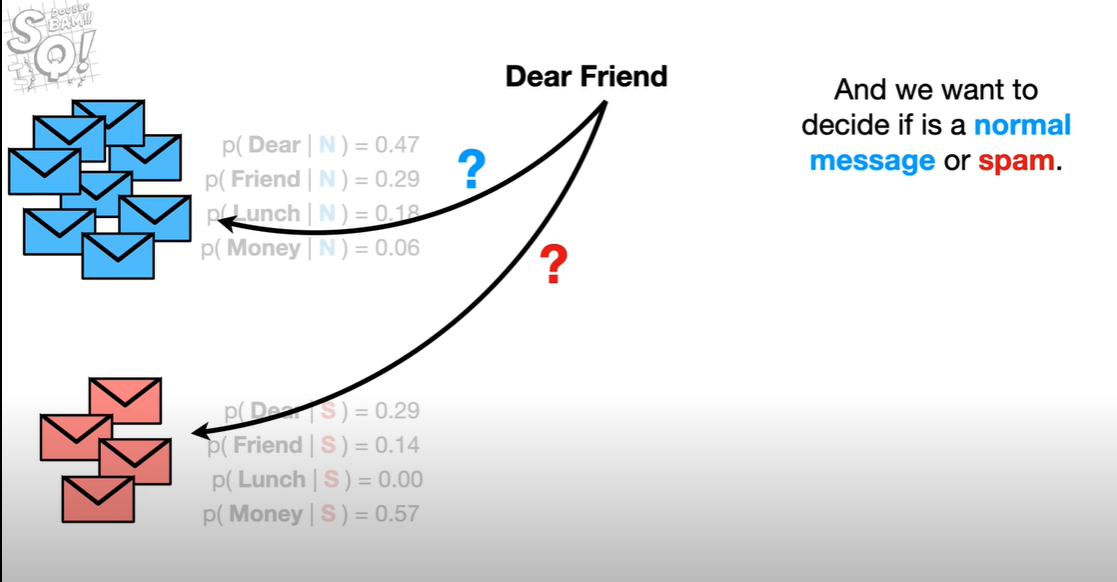 DOUBLE
BAM!!!
SQ!
Dear Friend
And we want to
decide if is a normal
message or spam.
p( Dear | N ) = 0.47
p( Friend | N ) = 0.29
p( Lunch | N ) = 0.18
p( Money | N ) = 0.06
?
?
p( Dear | S ) = 0.29
p( Friend | S ) = 0.14
p( Lunch | S ) = 0.00
p( Money | S ) = 0.57